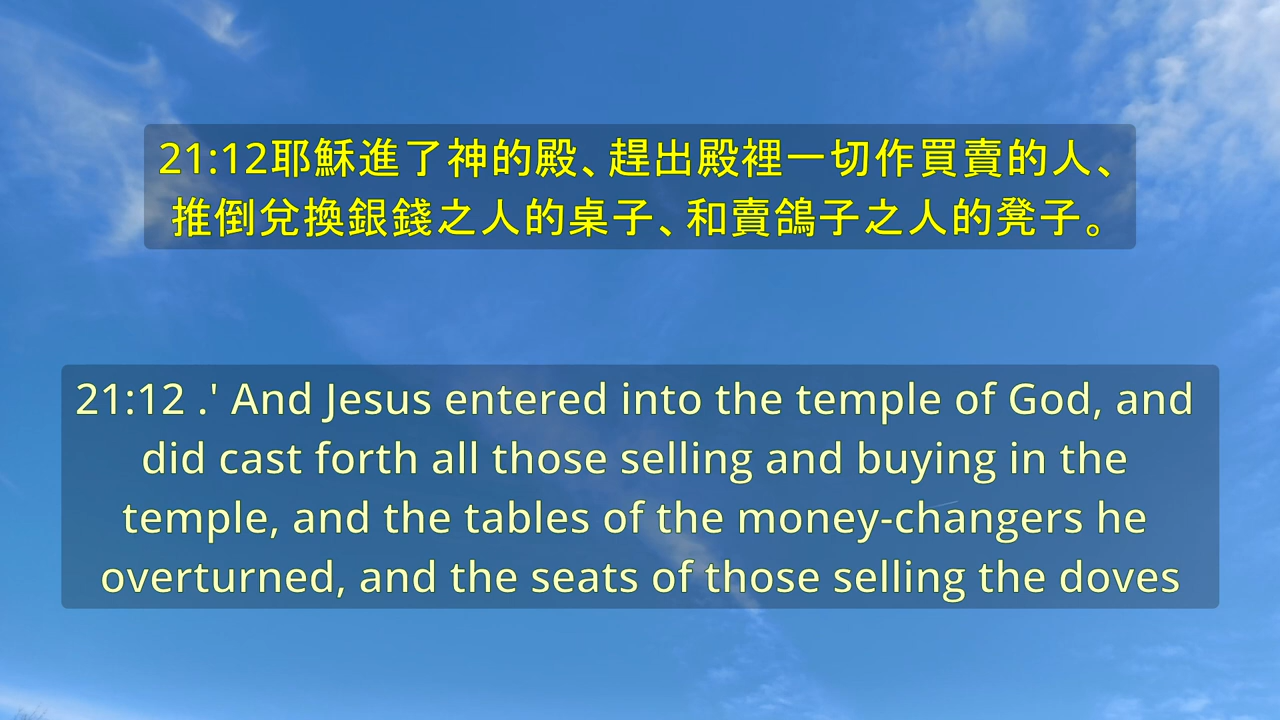 21:12耶穌進了神的殿、趕出殿裡一切作買賣的人、
推倒兌換銀錢之人的桌子、和賣鴿子之人的凳子。
21:12 .' And Jesus entered into the temple of God, and
did cast forth all those selling and buying in the
temple, and the tables of the money-changers he
overturned, and the seats of those selling the doves